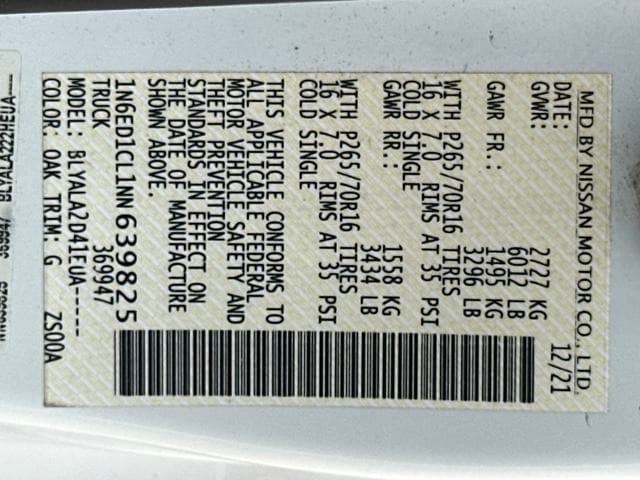 MFD BY NISSAN MOTOR CO., LTD.
DATE: 12/21
GVWR: 2727 KG
6012 LB
GAWR FR.: 1495 KG
3296 LB
WITH P265/70R16 TIRES
16 X 7.0 RIMS AT 35 PSI
COLD SINGLE
GAWR RR.: 1558 KG
3434 LB
WITH P265/70R16 TIRES
16 X 7.0 RIMS AT 35 PSI
COLD SINGLE
THIS VEHICLE CONFORMS TO
ALL APPLICABLE FEDERAL
MOTOR VEHICLE SAFETY AND
THEFT PREVENTION
STANDARDS IN EFFECT ON
THE DATE OF MANUFACTURE
SHOWN ABOVE.
1N6ED1CL1NN639825
TRUCK 369947
MODEL: BLYALA2D41EUA-----
COLOR: OAK TRIM: G ZS00A